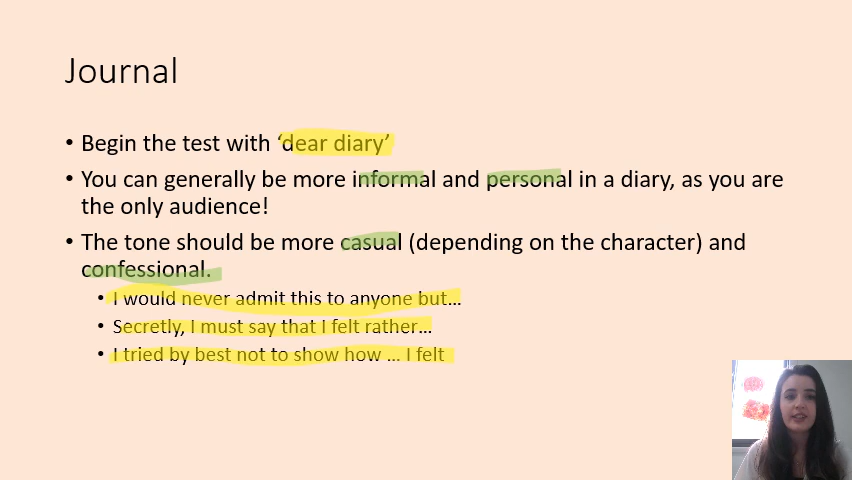 Journal
• Begin the test with ‘dear diary’
• You can generally be more informal and personal in a diary, as you are
the only audience!
• The tone should be more casual (depending on the character) and
confessional.
• I would never admit this to anyone but…
• Secretly, I must say that I felt rather…
• I tried by best not to show how … I felt